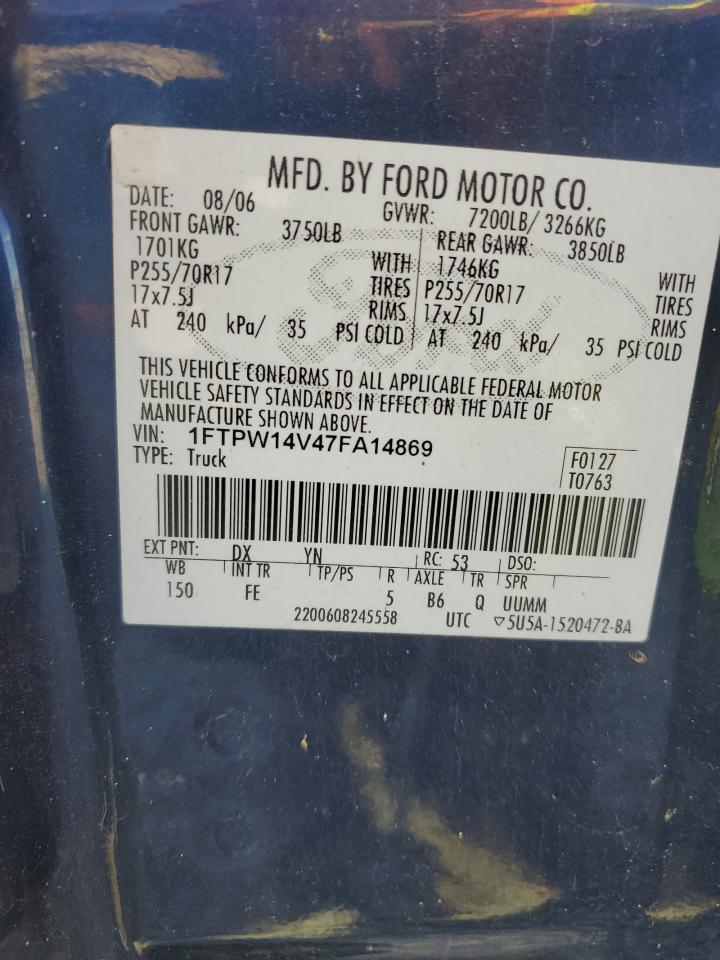 MFD. BY FORD MOTOR CO.
DATE: 08/06 GVWR: 7200LB/ 3266KG
FRONT GAWR: 3750LB REAR GAWR: 3850LB
1701KG WITH 1746KG WITH
P255/70R17 TIRES P255/70R17 TIRES
17x7.5J RIMS 17x7.5J RIMS
AT 240 kPa/ 35 PSI COLD AT 240 kPa/ 35 PSI COLD
THIS VEHICLE CONFORMS TO ALL APPLICABLE FEDERAL MOTOR
VEHICLE SAFETY STANDARDS IN EFFECT ON THE DATE OF
MANUFACTURE SHOWN ABOVE.
VIN: 1FTPW14V47FA14869
TYPE: Truck
F0127
T0763
EXT PNT: DX YN RC: 53 DSO:
WB INT TR TP/PS R AXLE TR SPR
150 FE 5 B6 Q UUMM
2200608245558 UTC ▽5U5A-1520472-BA
Ford